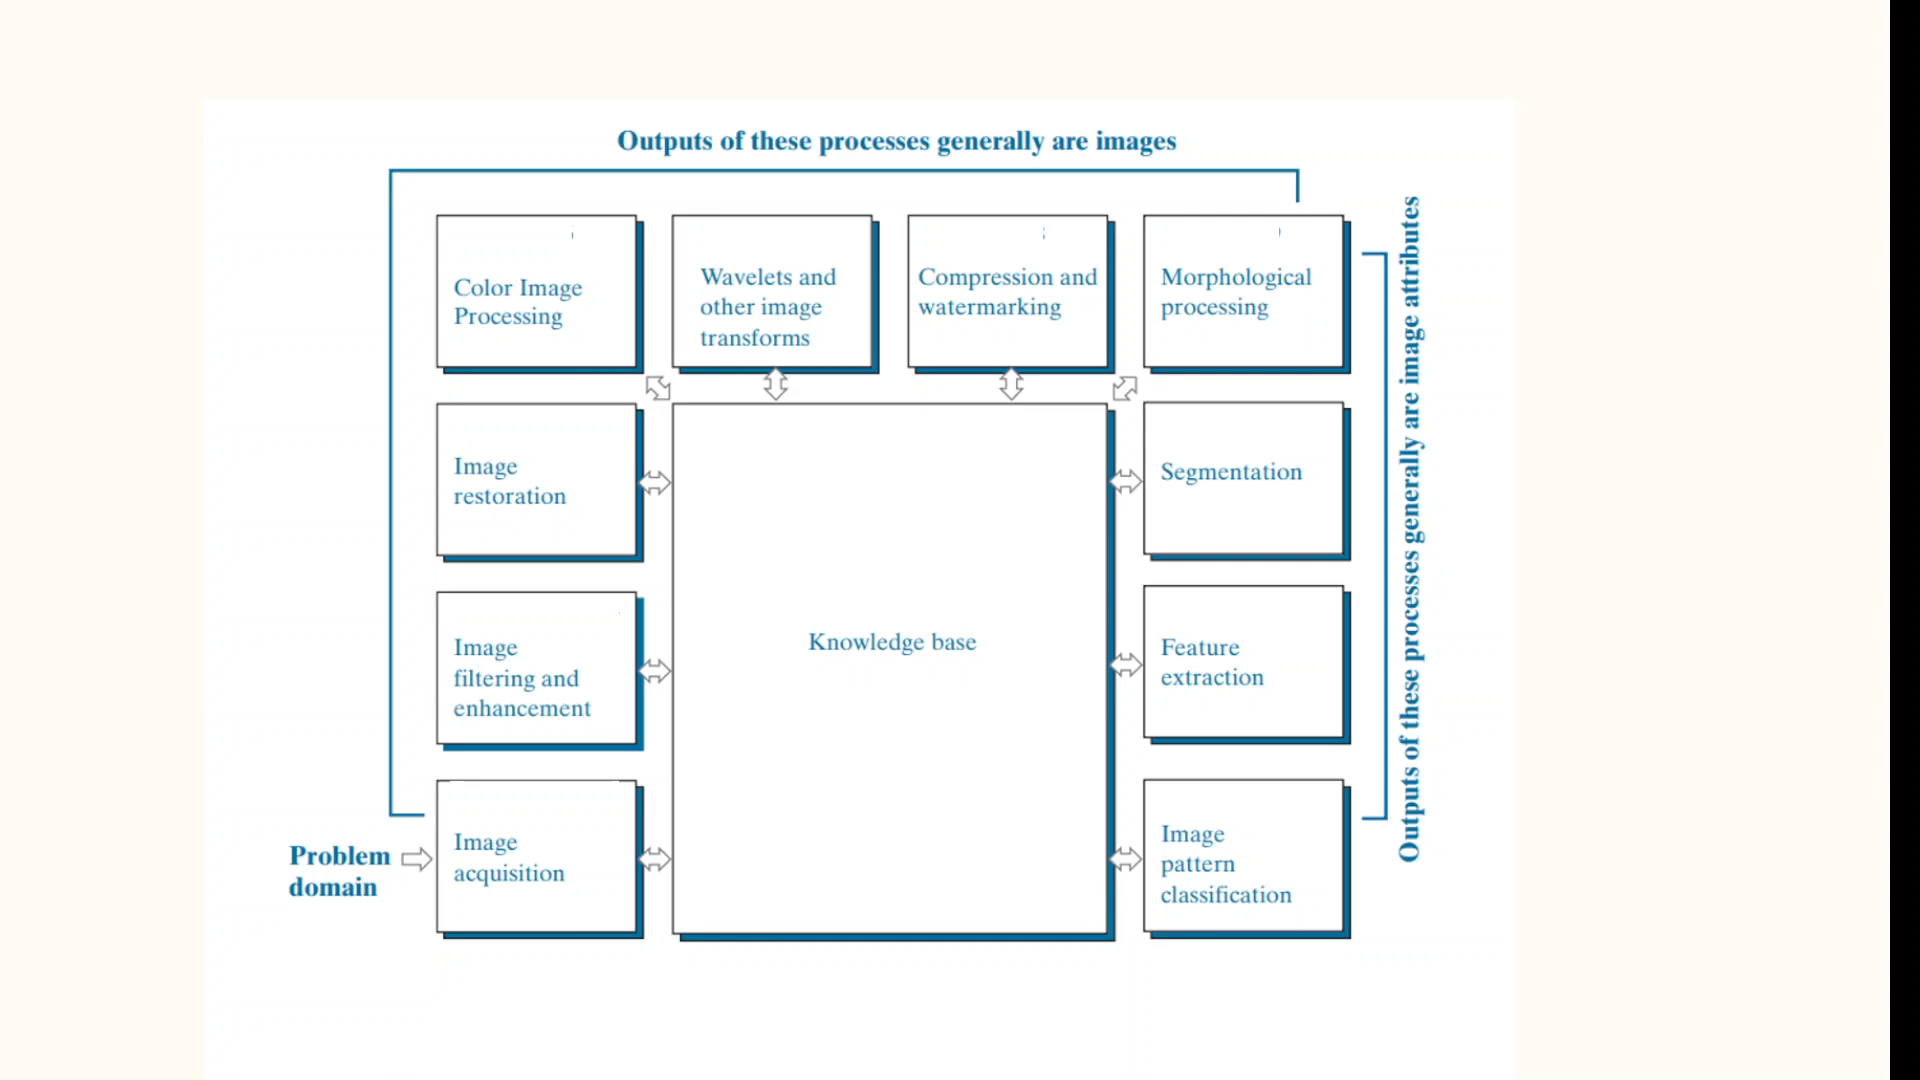 Outputs of these processes generally are images
Color Image
Processing
Wavelets and
other image
transforms
Compression and
watermarking
Morphological
processing
Outputs of these processes generally are image attributes
Image
restoration
Segmentation
Image
filtering and
enhancement
Knowledge base
Feature
extraction
Problem
domain
Image
acquisition
Image
pattern
classification